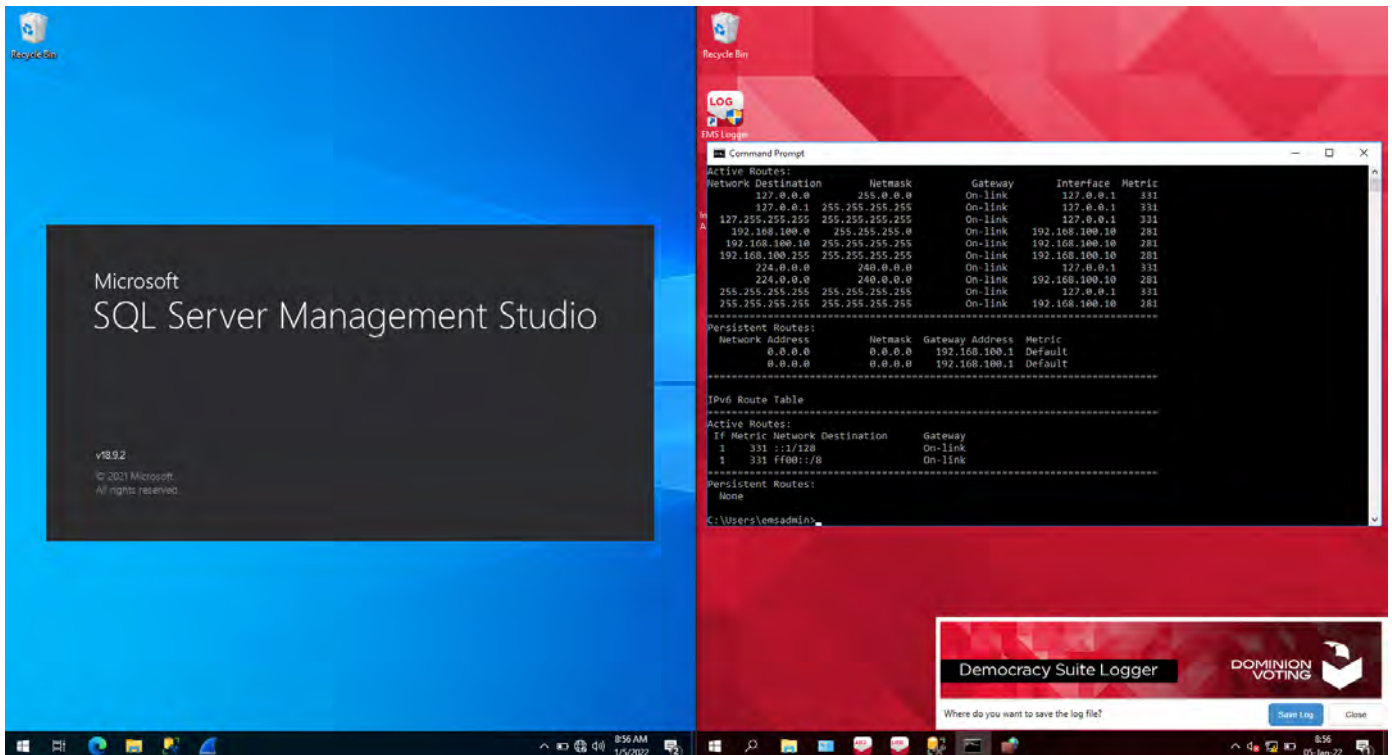 Recycle Bin
Microsoft
SQL Server Management Studio
v18.9.2
© 2021 Microsoft.
All rights reserved.
8:56 AM
1/5/2022
2
Recycle Bin
LOG
EMS Logger
Command Prompt
Active Routes:
Network Destination        Netmask          Gateway       Interface  Metric
127.0.0.0        255.0.0.0         On-link         127.0.0.1    331
127.0.0.1  255.255.255.255         On-link         127.0.0.1    331
127.255.255.255  255.255.255.255         On-link         127.0.0.1    331
192.168.100.0    255.255.255.0         On-link    192.168.100.10    281
192.168.100.10  255.255.255.255         On-link    192.168.100.10    281
192.168.100.255  255.255.255.255         On-link    192.168.100.10    281
224.0.0.0        240.0.0.0         On-link         127.0.0.1    331
224.0.0.0        240.0.0.0         On-link    192.168.100.10    281
255.255.255.255  255.255.255.255         On-link         127.0.0.1    331
255.255.255.255  255.255.255.255         On-link    192.168.100.10    281
Persistent Routes:
Network Address          Netmask  Gateway Address  Metric
0.0.0.0          0.0.0.0    192.168.100.1  Default
0.0.0.0          0.0.0.0    192.168.100.1  Default
IPv6 Route Table
Active Routes:
If Metric Network Destination      Gateway
1    331 ::1/128                  On-link
1    331 ff00::/8                 On-link
Persistent Routes:
None
C:\Users\emsadmin>
Democracy Suite Logger
DOMINION
VOTING
Where do you want to save the log file?
Save Log
Close
8:56
05-Jan-22